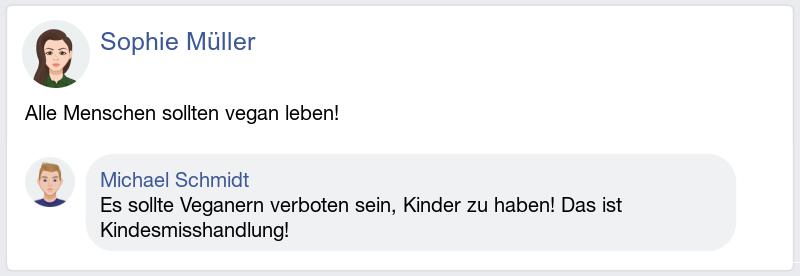 Sophie Müller
Alle Menschen sollten vegan leben!
Michael Schmidt
Es sollte Veganern verboten sein, Kinder zu haben! Das ist
Kindesmisshandlung!